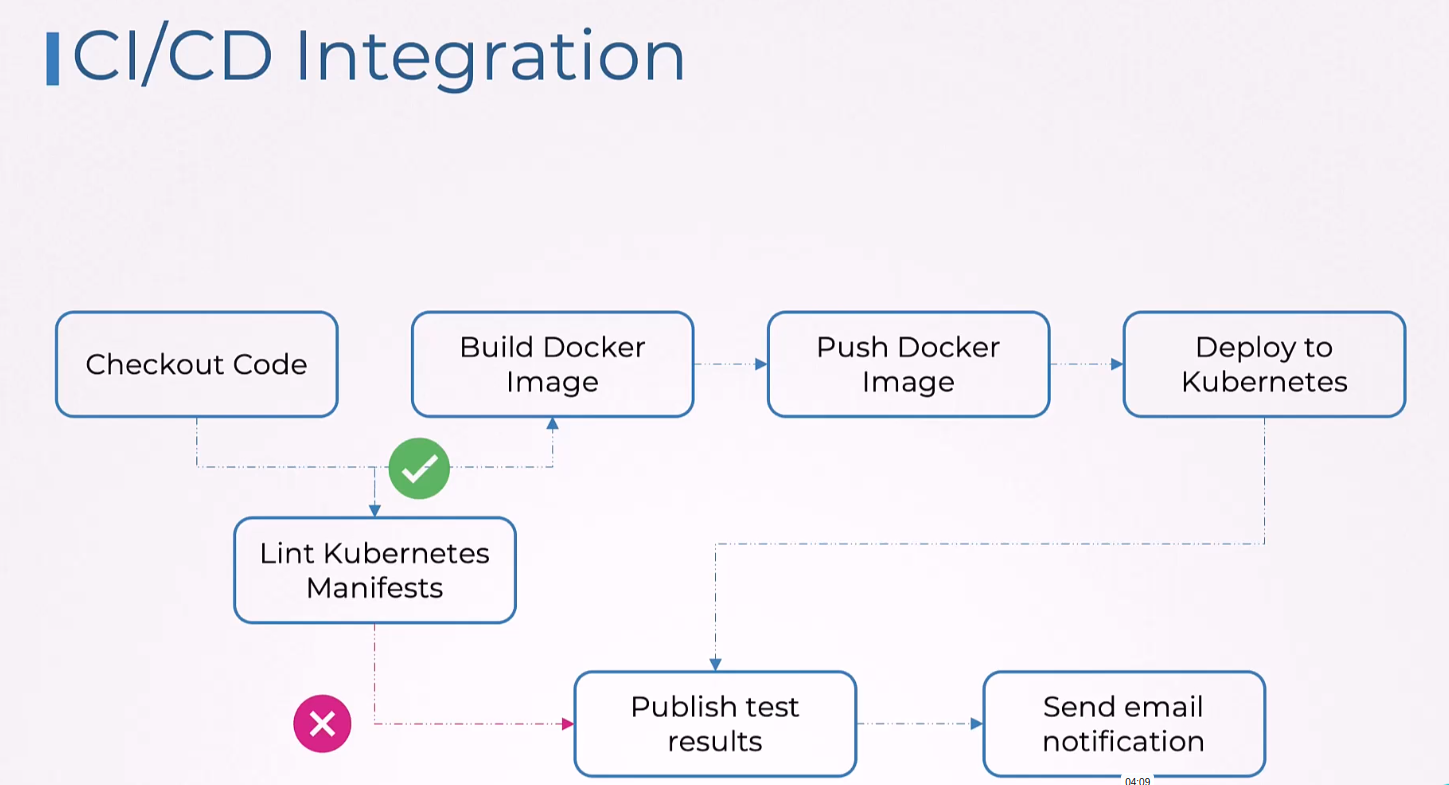 CI/CD Integration
Checkout Code
Build Docker
Image
Push Docker
Image
Deploy to
Kubernetes
Lint Kubernetes
Manifests
Publish test
results
Send email
notification
04:09